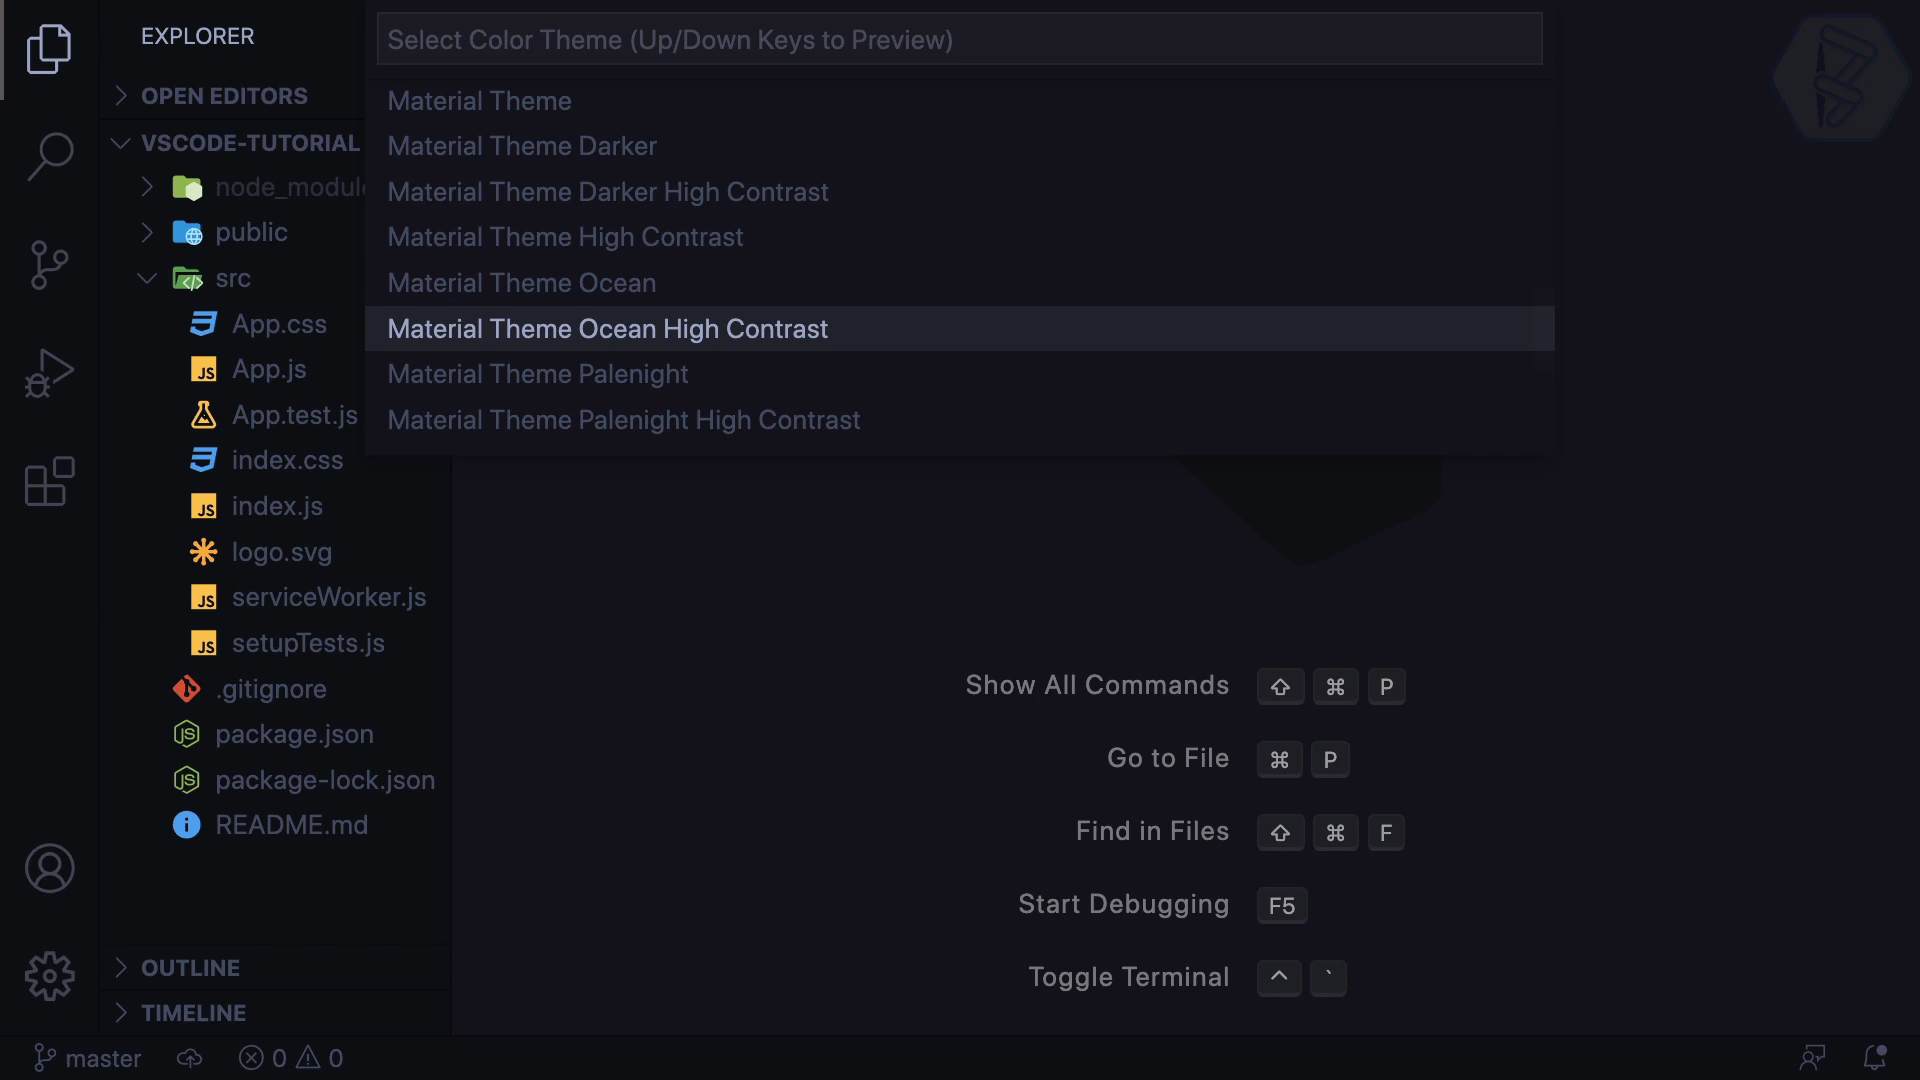 EXPLORER
OPEN EDITORS
VSCODE-TUTORIAL
node_modul
public
src
App.css
App.js
App.test.js
index.css
index.js
logo.svg
serviceWorker.js
setupTests.js
.gitignore
package.json
package-lock.json
README.md
OUTLINE
TIMELINE
Select Color Theme (Up/Down Keys to Preview)
Material Theme
Material Theme Darker
Material Theme Darker High Contrast
Material Theme High Contrast
Material Theme Ocean
Material Theme Ocean High Contrast
Material Theme Palenight
Material Theme Palenight High Contrast
Show All Commands ⇧ ⌘ P
Go to File ⌘ P
Find in Files ⇧ ⌘ F
Start Debugging F5
Toggle Terminal ^ `
master 0 0